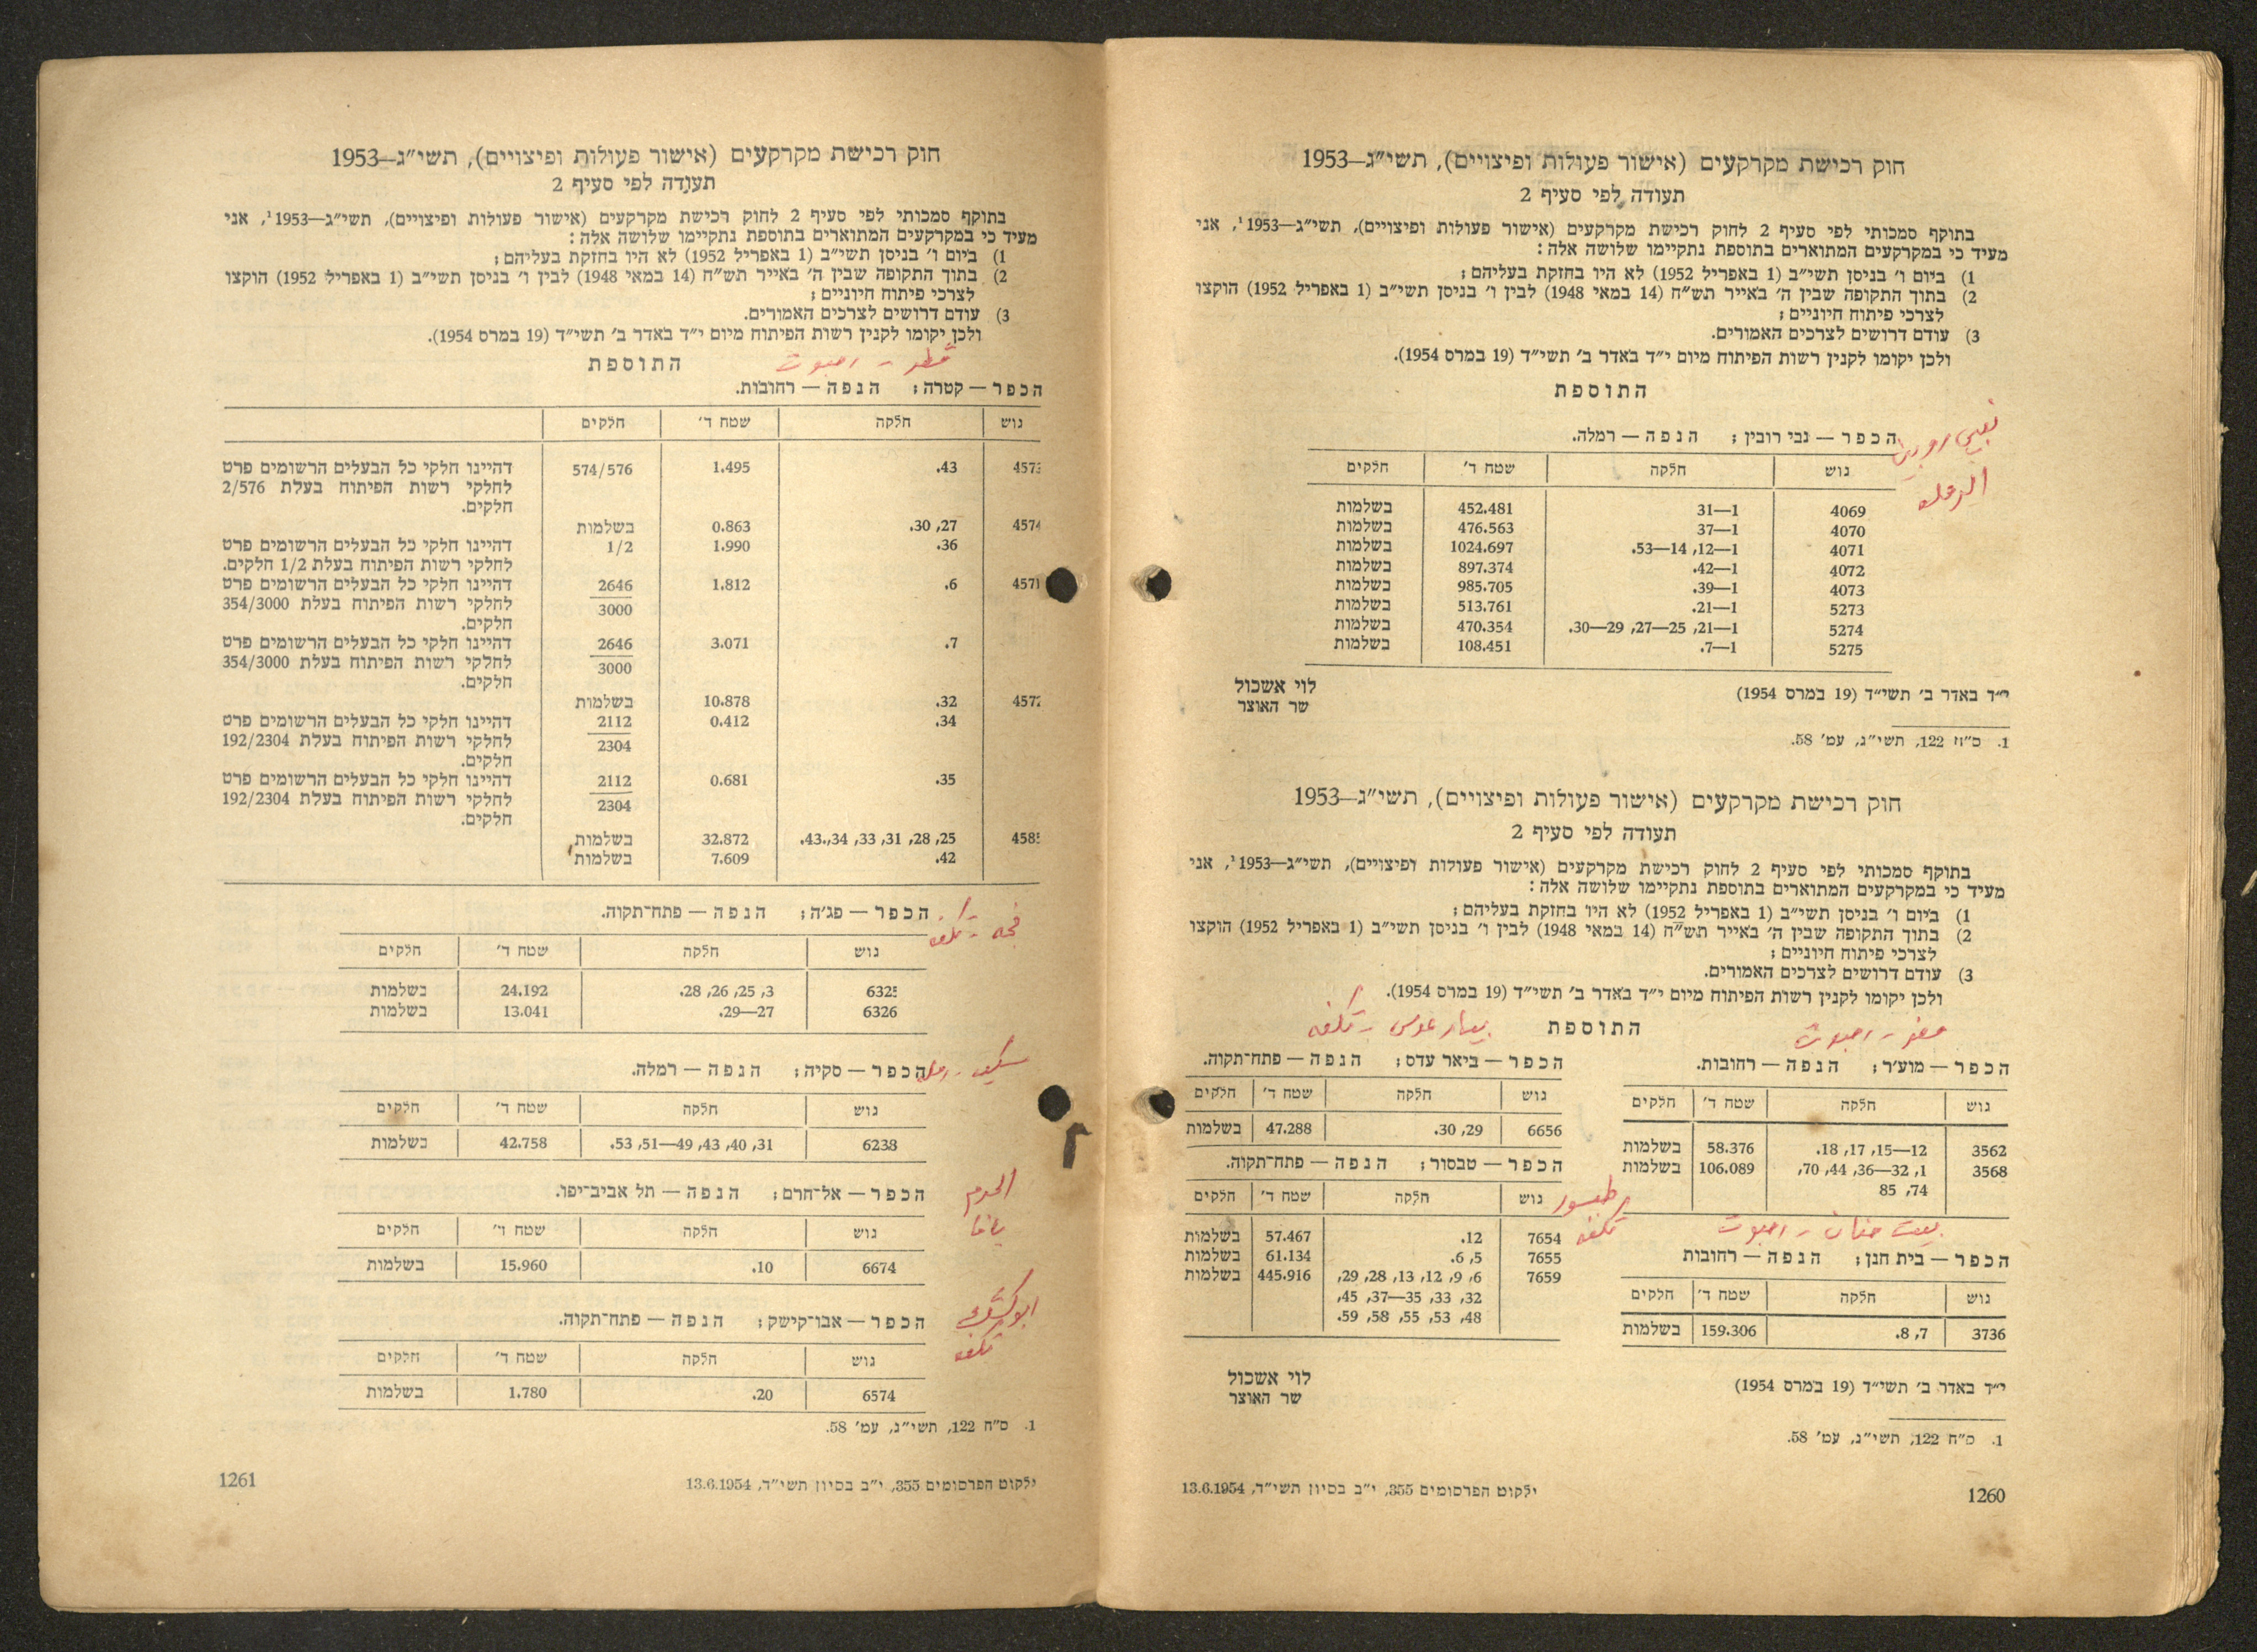 חוק רכישת מקרקעים (אישור פעולות ופיצויים), תשי״ג—1953
תעודה לפי סעיף 2
בתוקף סמכותי לפי סעיף 2 לחוק רכישת מקרקעים (אישור פעולות ופיצויים), תשי״ג—1953¹, אני
מעיד כי במקרקעים המתוארים בתוספת נתקיימו שלושה אלה:
1) ביום ו׳ בניסן תשי״ב (1 באפריל 1952) לא היו בחזקת בעליהם;
2) בתוך התקופה שבין ה׳ באייר תש״ח (14 במאי 1948) לבין ו׳ בניסן תשי״ב (1 באפריל 1952) הוקצו
לצרכי פיתוח חיוניים;
3) עודם דרושים לצרכים האמורים.
ולכן יקומו לקנין רשות הפיתוח מיום י״ד באדר ב׳ תשי״ד (19 במרס 1954).
התוספת
הכפר — נבי רובין; הנפה — רמלה.
نبي روبين
الرملة
גוש חלקה שטח ד׳ חלקים
4069 1—31 452.481 בשלמות
4070 1—37 476.563 בשלמות
4071 1—12, 14—53. 1024.697 בשלמות
4072 1—42. 897.374 בשלמות
4073 1—39. 985.705 בשלמות
5273 1—21. 513.761 בשלמות
5274 1—21, 25—27, 29—30. 470.354 בשלמות
5275 1—7. 108.451 בשלמות
י״ד באדר ב׳ תשי״ד (19 במרס 1954) לוי אשכול
שר האוצר
1. ס״ח 122, תשי״ג, עמ׳ 58.
חוק רכישת מקרקעים (אישור פעולות ופיצויים), תשי״ג—1953
תעודה לפי סעיף 2
בתוקף סמכותי לפי סעיף 2 לחוק רכישת מקרקעים (אישור פעולות ופיצויים), תשי״ג—1953¹, אני
מעיד כי במקרקעים המתוארים בתוספת נתקיימו שלושה אלה:
1) ביום ו׳ בניסן תשי״ב (1 באפריל 1952) לא היו בחזקת בעליהם;
2) בתוך התקופה שבין ה׳ באייר תש״ח (14 במאי 1948) לבין ו׳ בניסן תשי״ב (1 באפריל 1952) הוקצו
לצרכי פיתוח חיוניים;
3) עודם דרושים לצרכים האמורים.
ולכן יקומו לקנין רשות הפיתוח מיום י״ד באדר ב׳ תשי״ד (19 במרס 1954).
התוספת
رحبوت
הכפר — מוע׳ר; הנפה — רחובות.
גוש חלקה שטח ד׳ חלקים
3562 12—15, 17, 18. 58.376 בשלמות
3568 1, 32—36, 44, 70, 106.089 בשלמות
74, 85
بيت حنان - رحبوت
הכפר — בית חנן; הנפה — רחובות
גוש חלקה שטח ד׳ חלקים
3736 7, 8. 159.306 בשלמות
بيار عدس - تكفه
הכפר — ביאר עדס; הנפה — פתח־תקוה.
גוש חלקה שטח ד׳ חלקים
6656 29, 30. 47.288 בשלמות
הכפר — טבסור; הנפה — פתח־תקוה.
طبسور
تكفه
גוש חלקה שטח ד׳ חלקים
7654 12. 57.467 בשלמות
7655 5, 6. 61.134 בשלמות
7659 6, 9, 12, 13, 28, 29, 445.916 בשלמות
32, 33, 35—37, 45,
48, 53, 55, 58, 59.
י״ד באדר ב׳ תשי״ד (19 במרס 1954) לוי אשכול
שר האוצר
1. ס״ח 122, תשי״ג, עמ׳ 58.
1260 ילקוט הפרסומים 355, י״ב בסיון תשי״ד, 13.6.1954
חוק רכישת מקרקעים (אישור פעולות ופיצויים), תשי״ג—1953
תעודה לפי סעיף 2
בתוקף סמכותי לפי סעיף 2 לחוק רכישת מקרקעים (אישור פעולות ופיצויים), תשי״ג—1953¹, אני
מעיד כי במקרקעים המתוארים בתוספת נתקיימו שלושה אלה:
1) ביום ו׳ בניסן תשי״ב (1 באפריל 1952) לא היו בחזקת בעליהם;
2) בתוך התקופה שבין ה׳ באייר תש״ח (14 במאי 1948) לבין ו׳ בניסן תשי״ב (1 באפריל 1952) הוקצו
לצרכי פיתוח חיוניים;
3) עודם דרושים לצרכים האמורים.
ולכן יקומו לקנין רשות הפיתוח מיום י״ד באדר ב׳ תשי״ד (19 במרס 1954).
התוספת
رحبوت
הכפר — קטרה; הנפה — רחובות.
גוש חלקה שטח ד׳ חלקים
4573 43. 1.495 574/576 דהיינו חלקי כל הבעלים הרשומים פרט
לחלקי רשות הפיתוח בעלת 2/576
חלקים.
4574 27, 30. 0.863 בשלמות
36. 1.990 1/2 דהיינו חלקי כל הבעלים הרשומים פרט
לחלקי רשות הפיתוח בעלת 1/2 חלקים.
4571 6. 1.812 2646/3000 דהיינו חלקי כל הבעלים הרשומים פרט
לחלקי רשות הפיתוח בעלת 354/3000
חלקים.
7. 3.071 2646/3000 דהיינו חלקי כל הבעלים הרשומים פרט
לחלקי רשות הפיתוח בעלת 354/3000
חלקים.
4572 32. 10.878 בשלמות
34. 0.412 2112/2304 דהיינו חלקי כל הבעלים הרשומים פרט
לחלקי רשות הפיתוח בעלת 192/2304
חלקים.
35. 0.681 2112/2304 דהיינו חלקי כל הבעלים הרשומים פרט
לחלקי רשות הפיתוח בעלת 192/2304
חלקים.
4585 25, 28, 31, 33, 34,.43. 32.872 בשלמות
42. 7.609 בשלמות
הכפר — פג׳ה; הנפה — פתח־תקוה.
فجه - تكفه
גוש חלקה שטח ד׳ חלקים
6325 3, 25, 26, 28. 24.192 בשלמות
6326 27—29. 13.041 בשלמות
הכפר — סקיה; הנפה — רמלה.
גוש חלקה שטח ד׳ חלקים
6238 31, 40, 43, 49—51, 53. 42.758 בשלמות
הכפר — אל־חרם; הנפה — תל אביב־יפו.
الحرم
يافا
גוש חלקה שטח ד׳ חלקים
6674 10. 15.960 בשלמות
הכפר — אבו־קישק; הנפה — פתח־תקוה.
ابو كشك
تكفه
גוש חלקה שטח ד׳ חלקים
6574 20. 1.780 בשלמות
1. ס״ח 122, תשי״ג, עמ׳ 58.
ילקוט הפרסומים 355, י״ב בסיון תשי״ד, 13.6.1954 1261